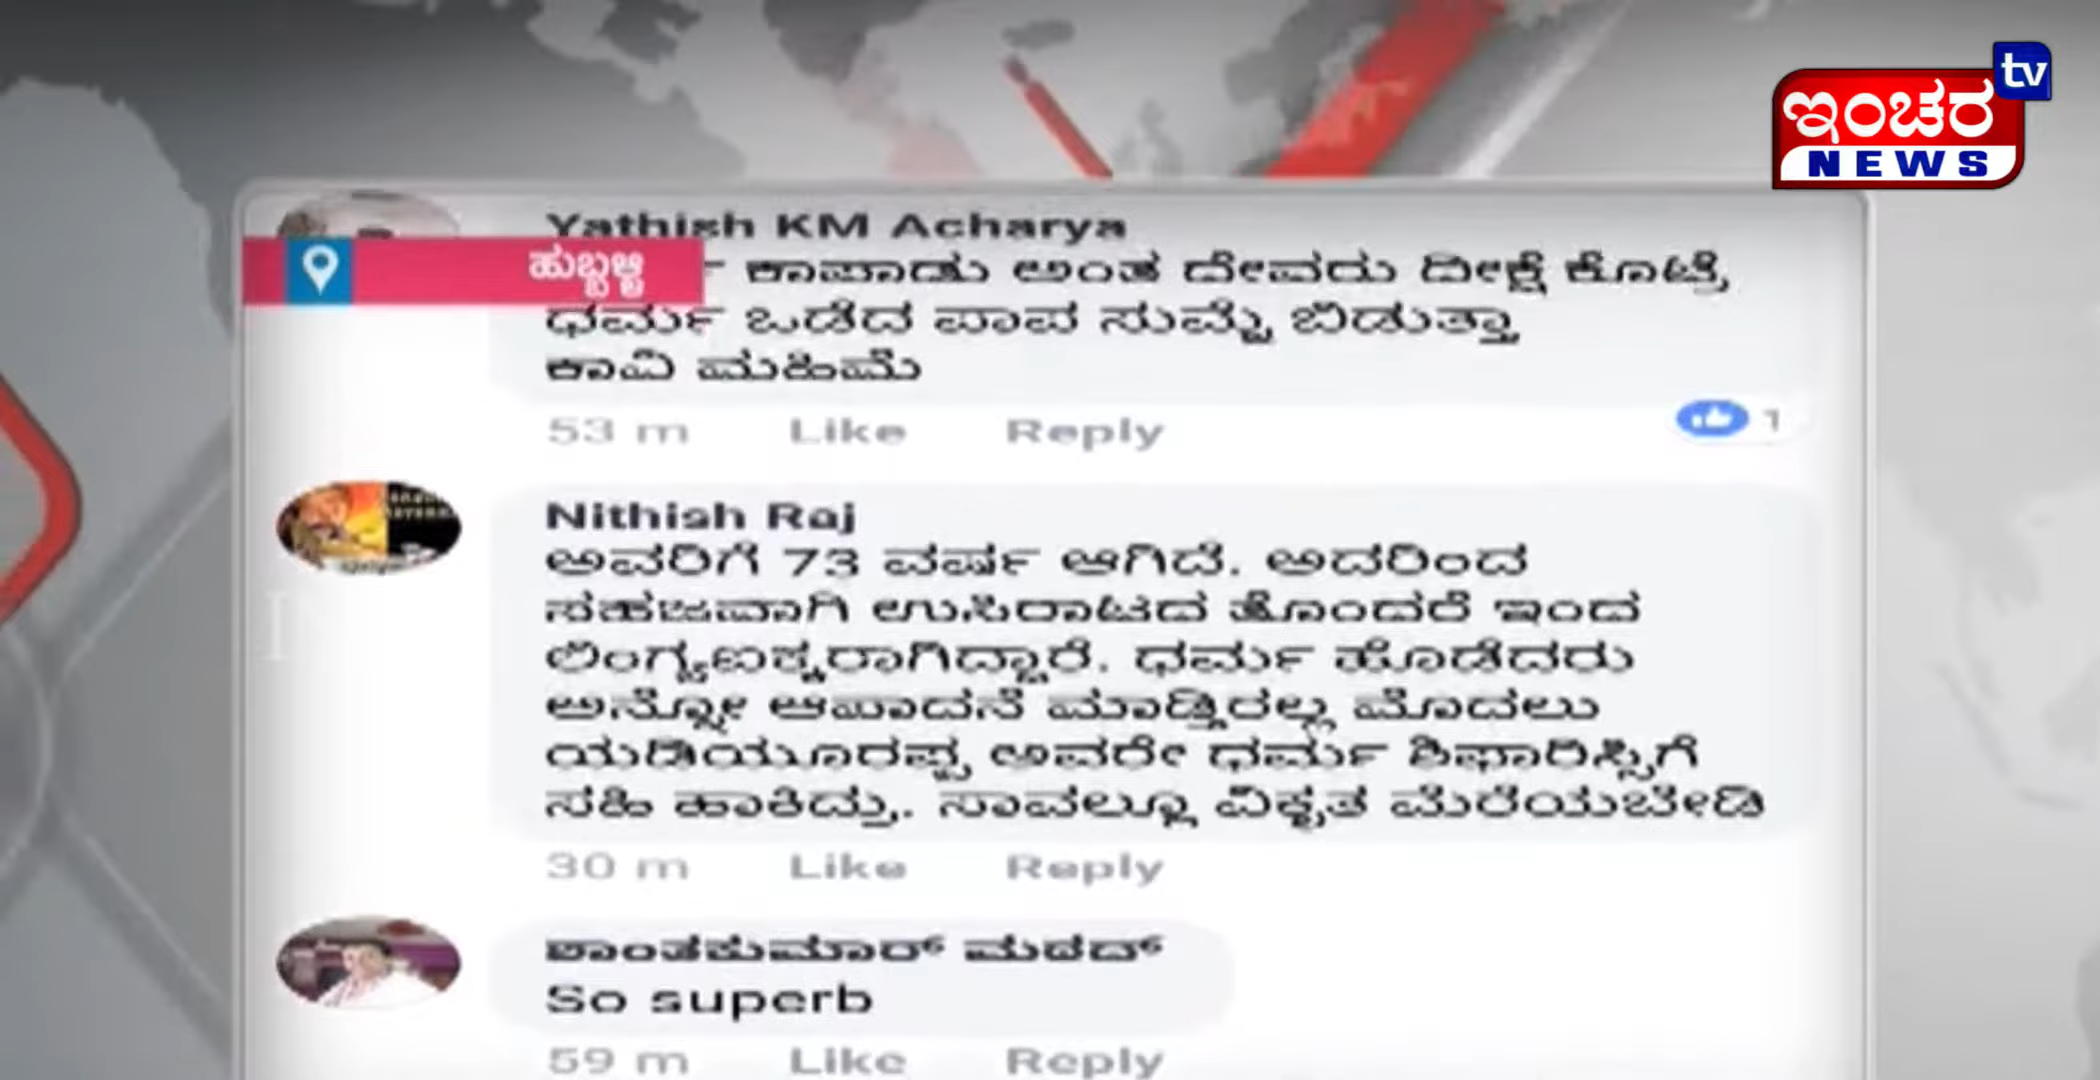 ಇಂಚರ tv
NEWS
Yathish KM Acharya
ಹುಬ್ಬಳ್ಳಿ
ಕಾಪಾಡು ಅಂತ ದೇವರು ದೀಕ್ಷೆ ಕೊಟ್ರೆ
ಧರ್ಮ ಒಡೆದ ಪಾಪ ಸುಮ್ನೆ ಬಿಡುತ್ತಾ
ಕಾವಿ ಮಹಿಮೆ
53 m Like Reply 1
Nithish Raj
ಅವರಿಗೆ 73 ವರ್ಷ ಆಗಿದೆ. ಅದರಿಂದ
ಸಹಜವಾಗಿ ಉಸಿರಾಟದ ತೊಂದರೆ ಇಂದ
ಲಿಂಗ್ಯಐಕ್ಯರಾಗಿದ್ದಾರೆ. ಧರ್ಮ ಹೊಡೆದರು
ಅನ್ನೋ ಆಪಾದನೆ ಮಾಡ್ತಿರಲ್ಲ ಮೊದಲು
ಯಡಿಯೂರಪ್ಪ ಅವರೇ ಧರ್ಮ ಶಿಫಾರಿಸ್ಸಿಗೆ
ಸಹಿ ಹಾಕಿದ್ರು. ಸಾವಲ್ಲೂ ವಿಕೃತ ಮೆರೆಯಬೇಡಿ
30 m Like Reply
ಶಾಂತಕುಮಾರ್ ಮಠದ್
So superb
59 m Like Reply